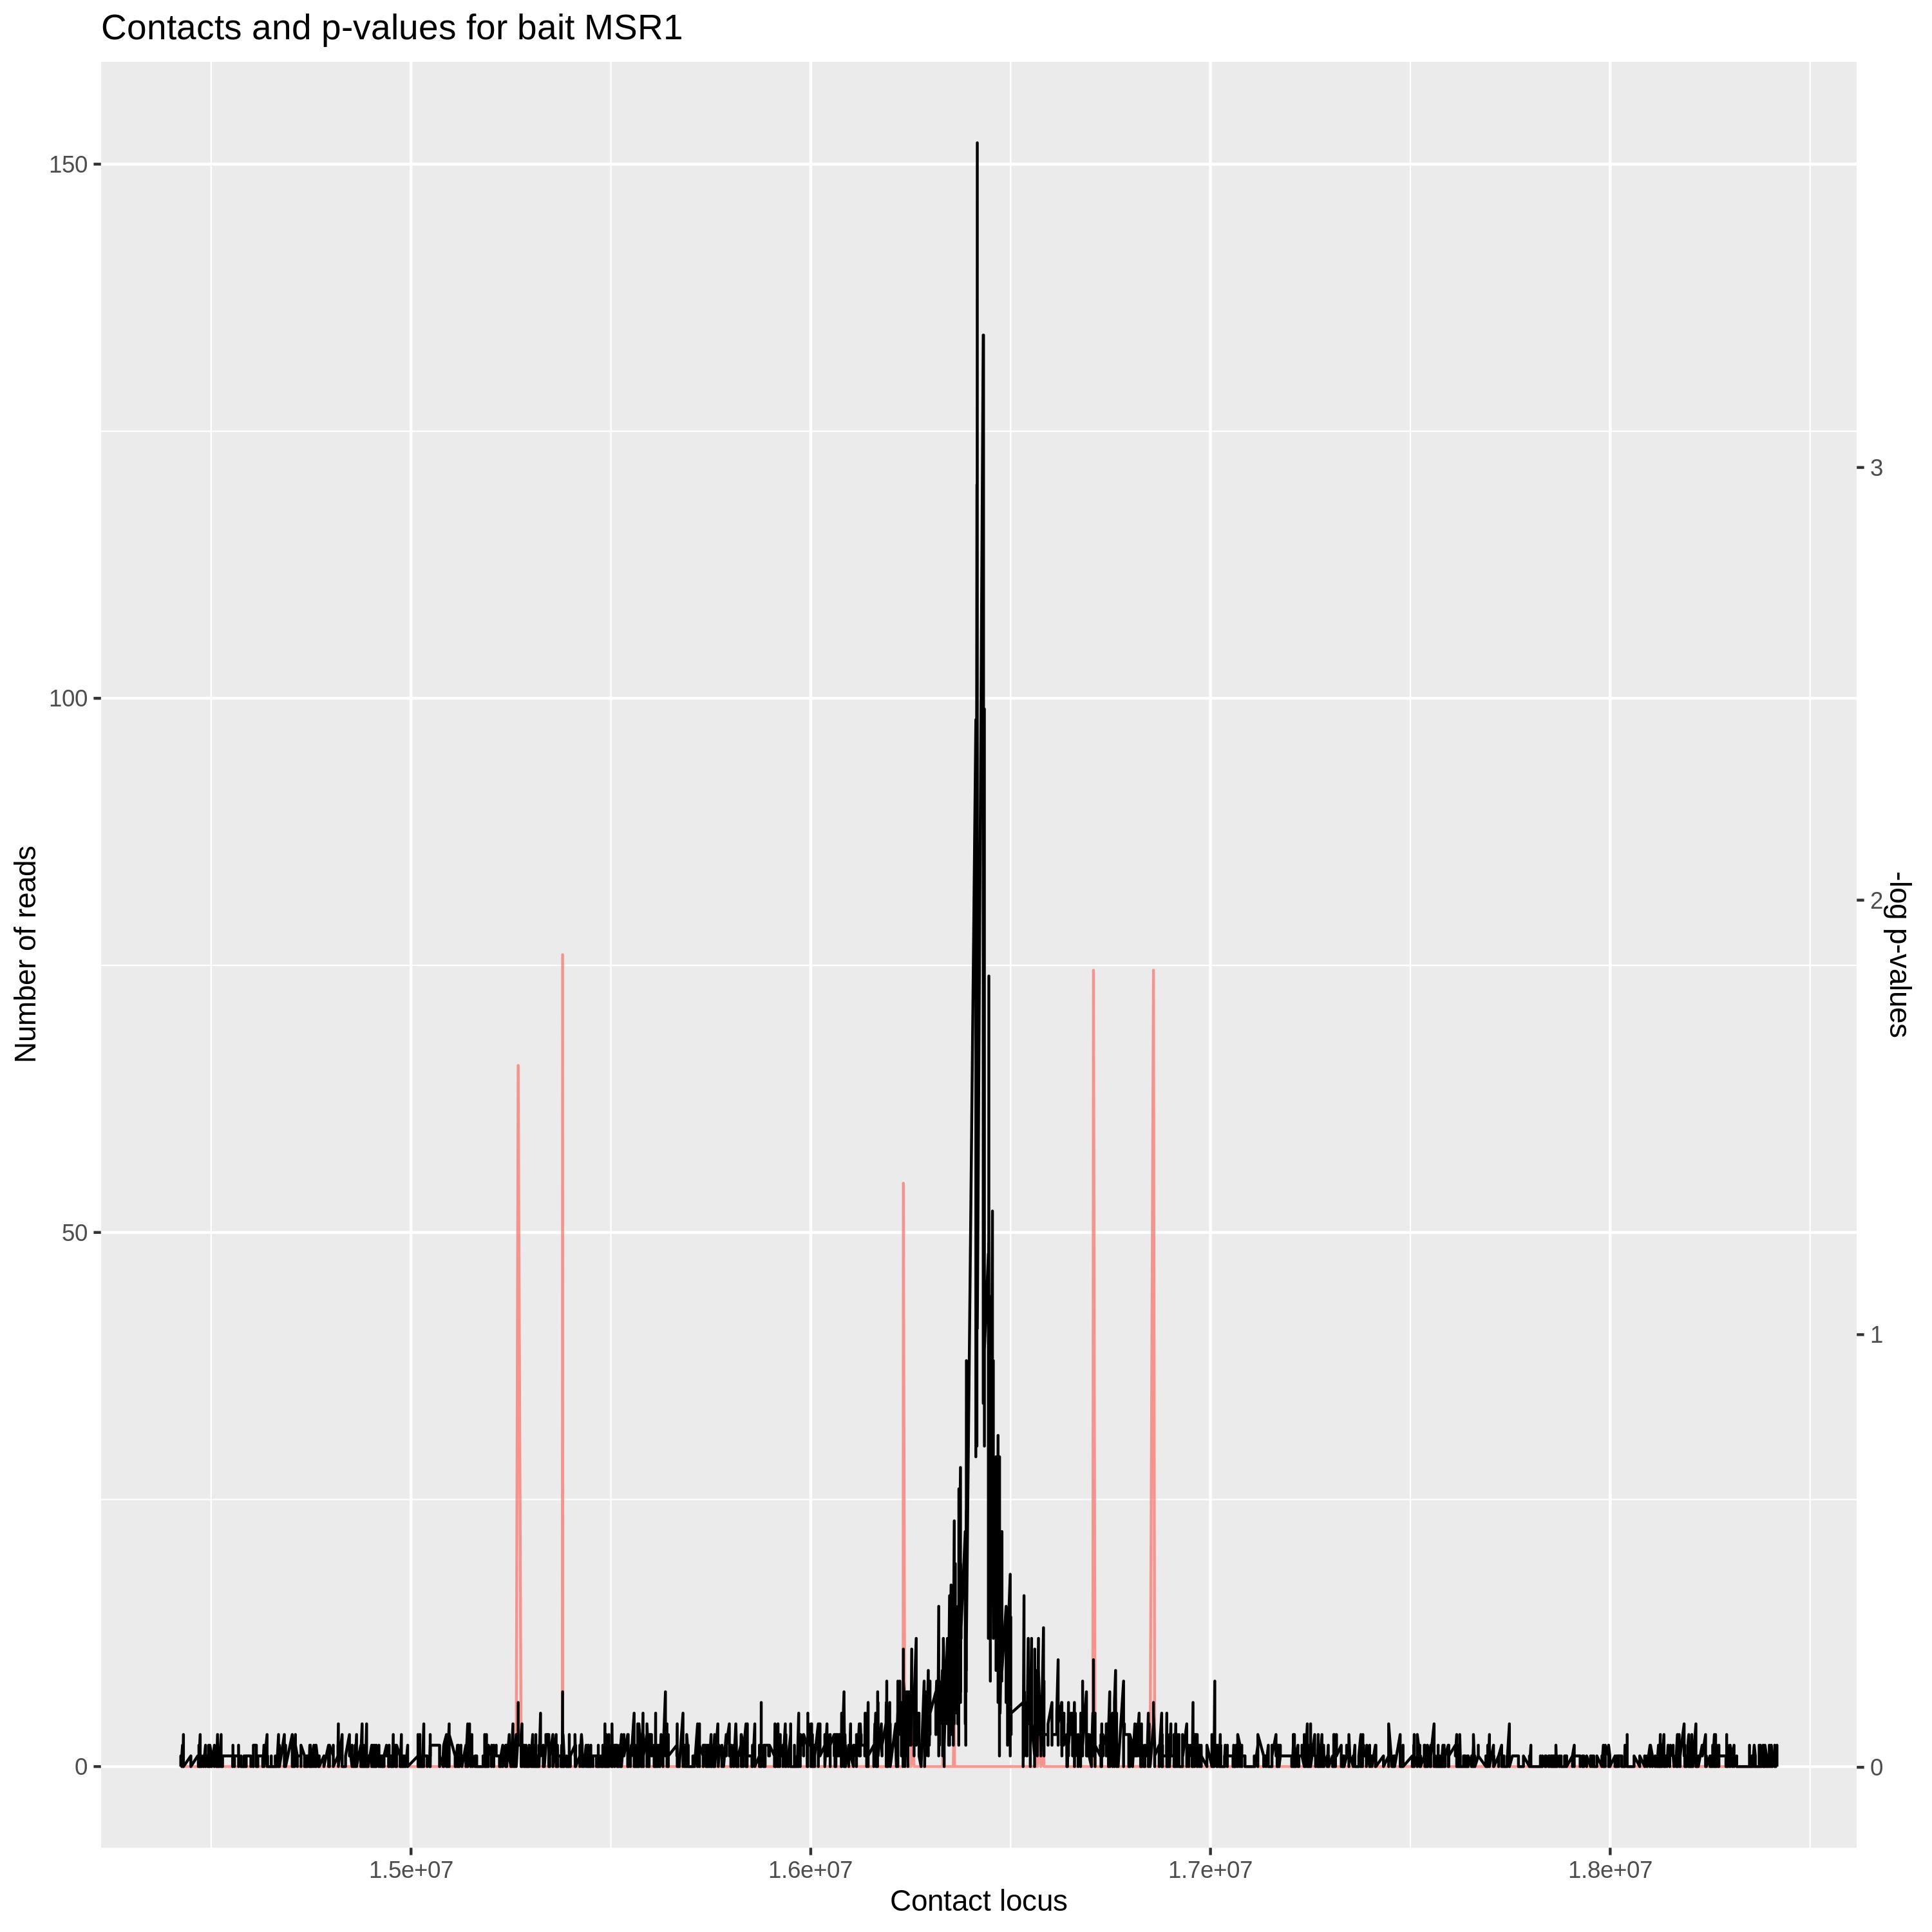 Contacts and p-values for bait MSR1
150
100
50
0
Number of reads
3
2
1
0
-log p-values
1.5e+07
1.6e+07
1.7e+07
1.8e+07
Contact locus